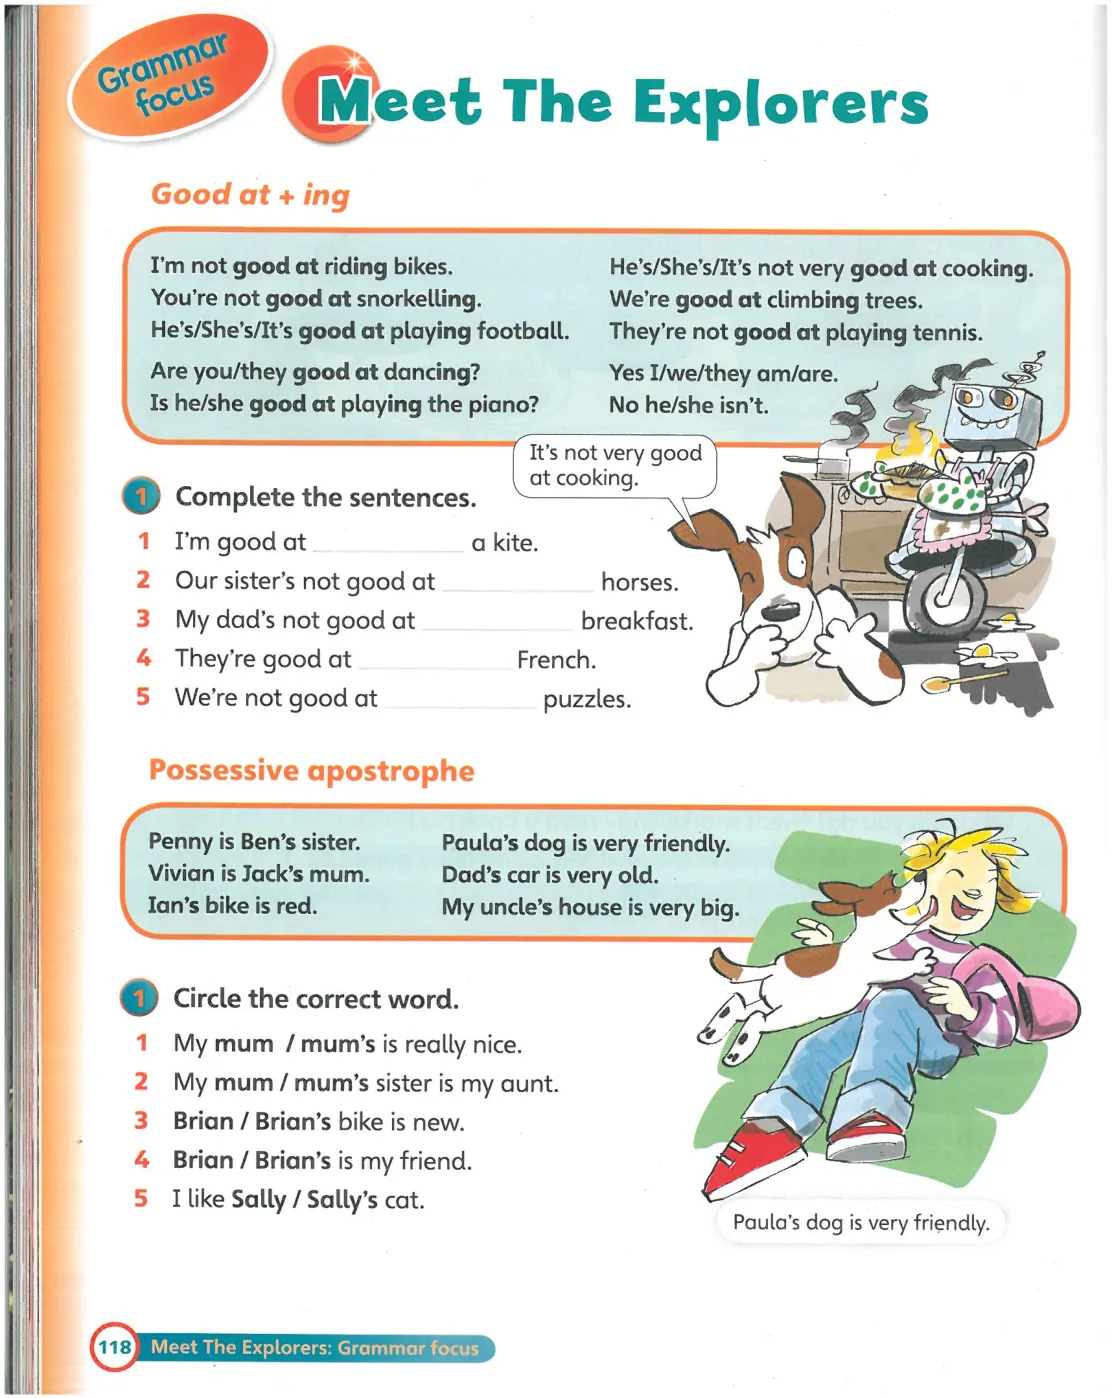 Grammar
focus
Meet The Explorers
Good at + ing
I'm not good at riding bikes.
You're not good at snorkelling.
He's/She's/It's good at playing football.
Are you/they good at dancing?
Is he/she good at playing the piano?
He's/She's/It's not very good at cooking.
We're good at climbing trees.
They're not good at playing tennis.
Yes I/we/they am/are.
No he/she isn't.
It's not very good
at cooking.
1 Complete the sentences.
1 I'm good at ____________ a kite.
2 Our sister's not good at ____________ horses.
3 My dad's not good at ____________ breakfast.
4 They're good at ____________ French.
5 We're not good at ____________ puzzles.
Possessive apostrophe
Penny is Ben's sister.
Vivian is Jack's mum.
Ian's bike is red.
Paula's dog is very friendly.
Dad's car is very old.
My uncle's house is very big.
1 Circle the correct word.
1 My mum / mum's is really nice.
2 My mum / mum's sister is my aunt.
3 Brian / Brian's bike is new.
4 Brian / Brian's is my friend.
5 I like Sally / Sally's cat.
Paula's dog is very friendly.
118 Meet The Explorers: Grammar focus